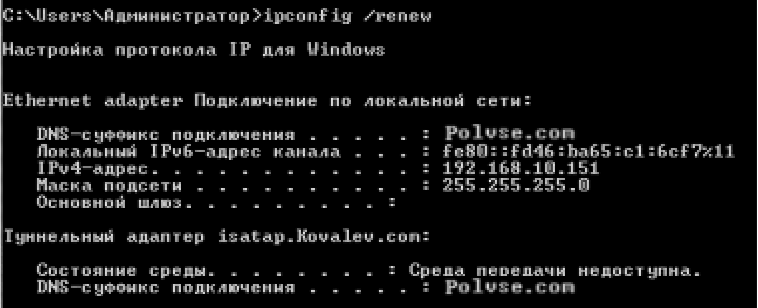 C:\Users\Администратор>ipconfig /renew
Настройка протокола IP для Windows
Ethernet adapter Подключение по локальной сети:
DNS-суффикс подключения . . . . . : Polvse.com
Локальный IPv6-адрес канала . . . : fe80::fd46:ba65:c1:6cf7%11
IPv4-адрес. . . . . . . . . . . . : 192.168.10.151
Маска подсети . . . . . . . . . . : 255.255.255.0
Основной шлюз. . . . . . . . . :
Туннельный адаптер isatap.Kovalev.com:
Состояние среды. . . . . . . . : Среда передачи недоступна.
DNS-суффикс подключения . . . . . : Polvse.com